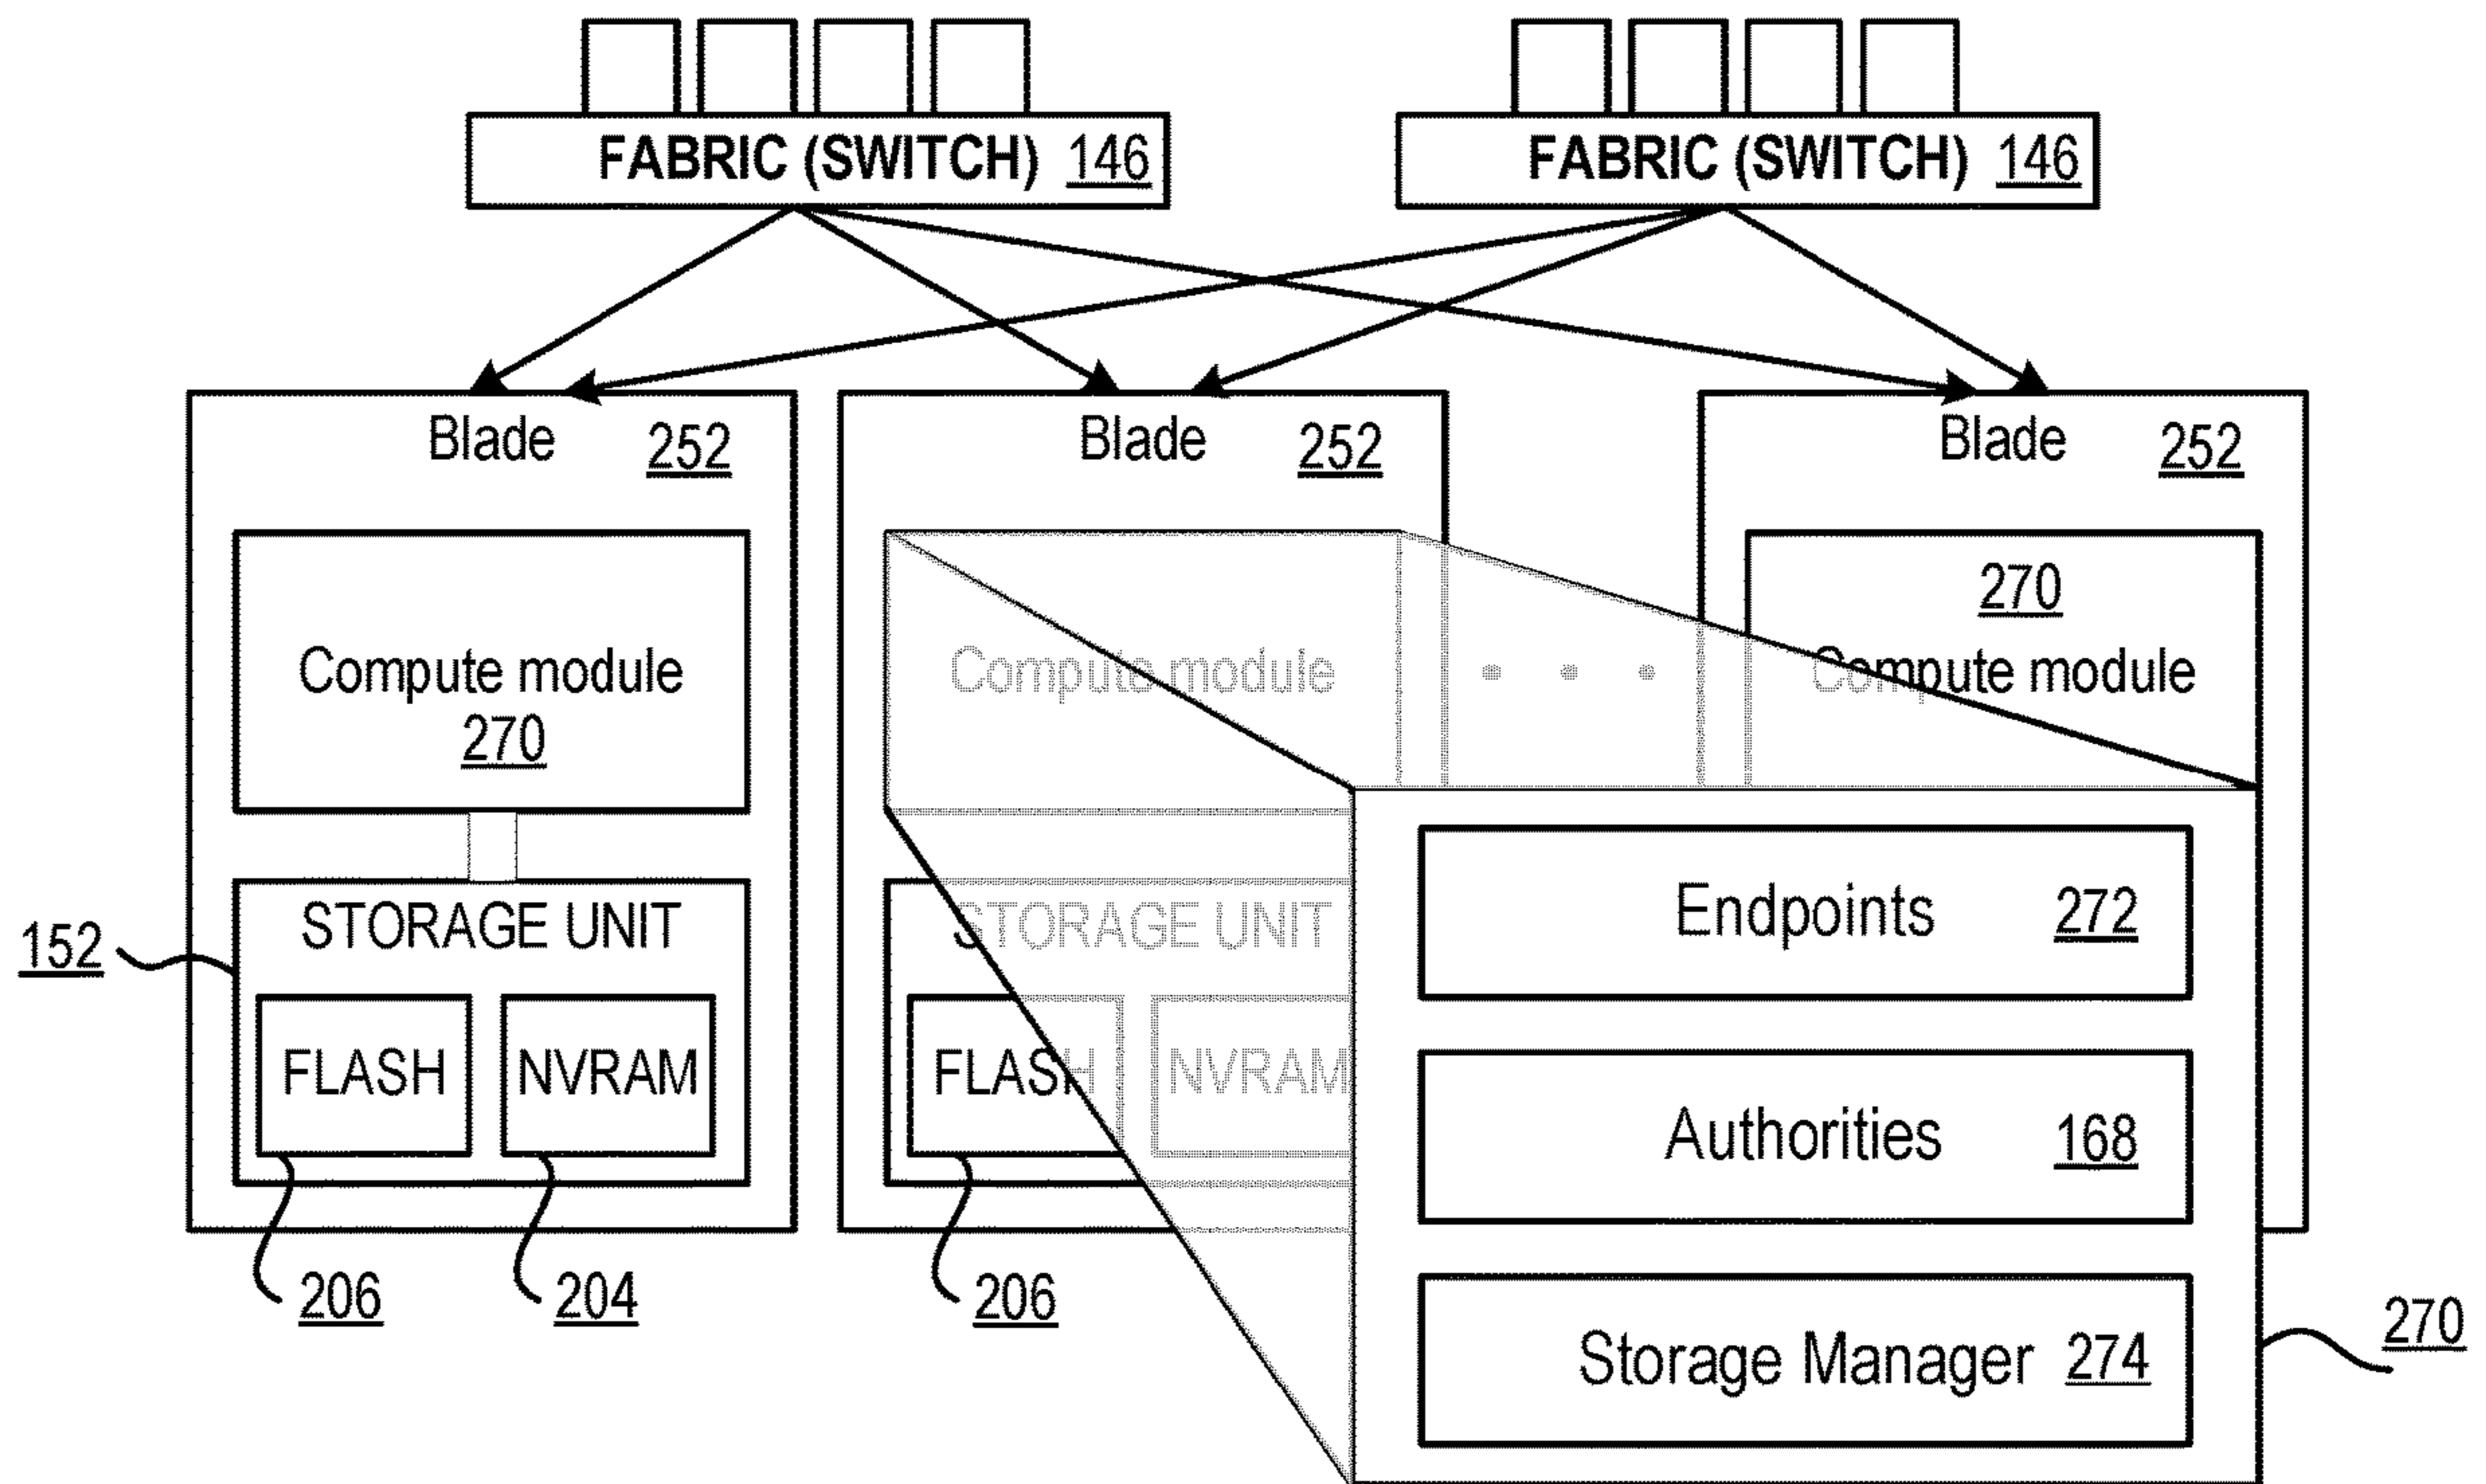 FABRIC (SWITCH) 146
FABRIC (SWITCH) 146
Blade 252
Blade 252
Blade 252
270
Compute module
270
Compute module
Compute module
152
STORAGE UNIT
FLASH
NVRAM
206
204
STORAGE UNIT
FLASH
NVRAM
206
Endpoints 272
Authorities 168
Storage Manager 274
270